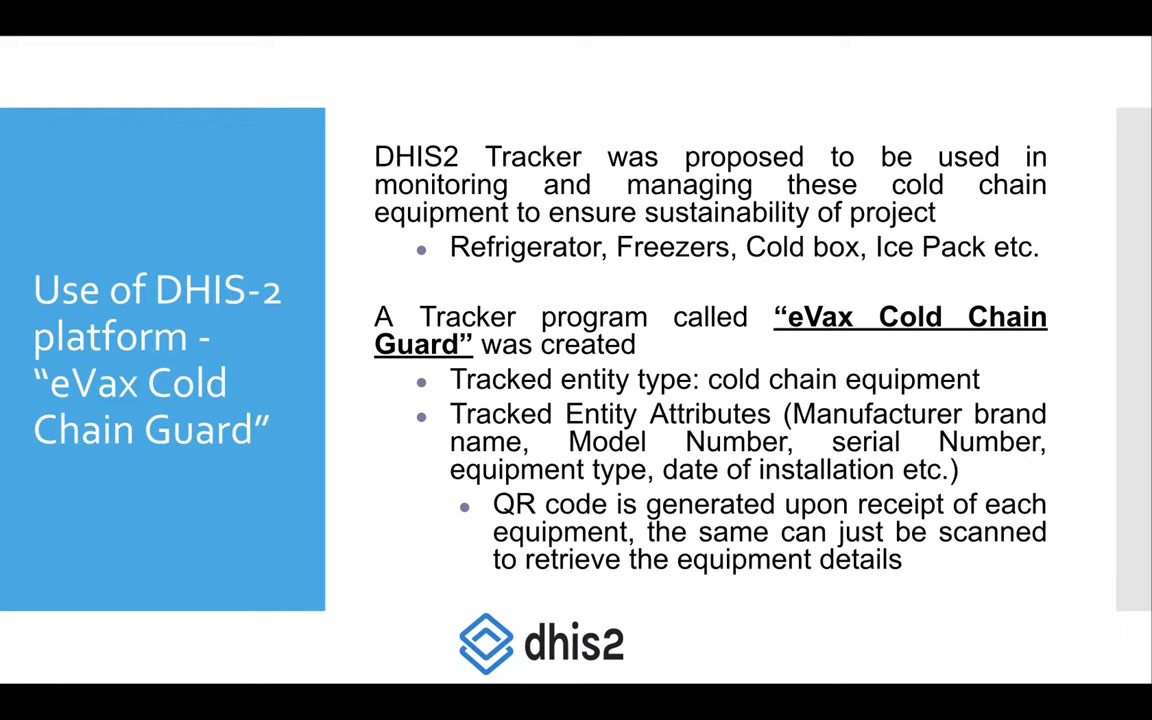 Use of DHIS-2
platform -
“eVax Cold
Chain Guard”
DHIS2 Tracker was proposed to be used in
monitoring and managing these cold chain
equipment to ensure sustainability of project
● Refrigerator, Freezers, Cold box, Ice Pack etc.
A Tracker program called “eVax Cold Chain
Guard” was created
● Tracked entity type: cold chain equipment
● Tracked Entity Attributes (Manufacturer brand
name, Model Number, serial Number,
equipment type, date of installation etc.)
● QR code is generated upon receipt of each
equipment, the same can just be scanned
to retrieve the equipment details
dhis2